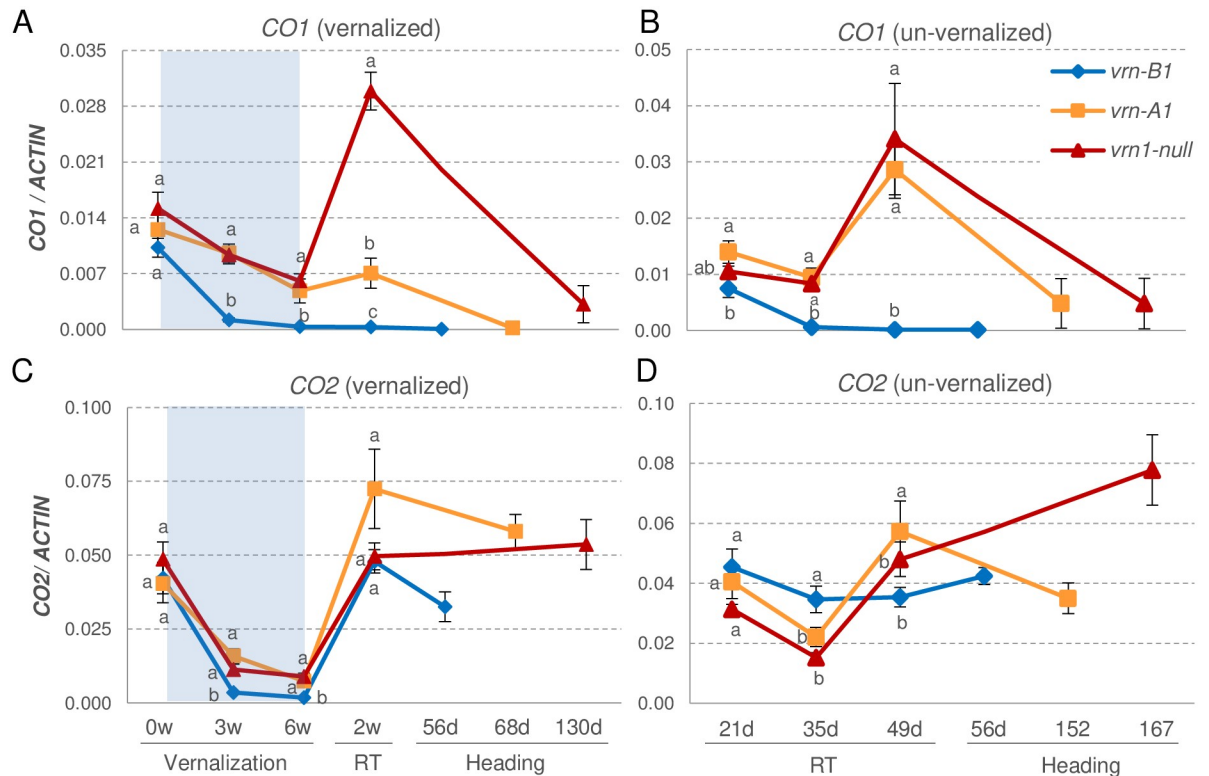 A
CO1 (vernalized)
CO1 / ACTIN
0.035
0.028
0.021
0.014
0.007
0.000
a
a
a
a
b
a
b
a
b
c
B
CO1 (un-vernalized)
0.05
0.04
0.03
0.02
0.01
0.00
a
ab
b
a
a
b
a
a
b
vrn-B1
vrn-A1
vrn1-null
C
CO2 (vernalized)
CO2/ ACTIN
0.100
0.075
0.050
0.025
0.000
a
a
a
a
a
b
a
a
b
a
a
a
0w
3w
6w
2w
56d
68d
130d
Vernalization
RT
Heading
D
CO2 (un-vernalized)
0.10
0.08
0.06
0.04
0.02
0.00
a
a
a
a
b
b
a
b
b
21d
35d
49d
56d
152
167
RT
Heading